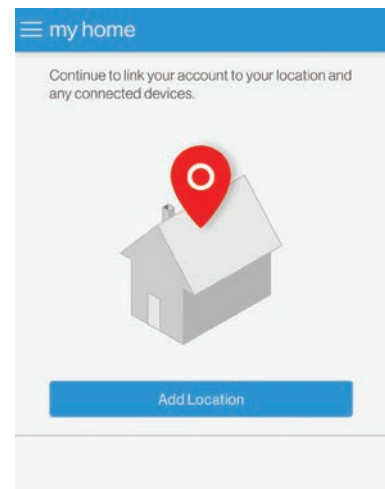 my home
Continue to link your account to your location and
any connected devices.
Add Location